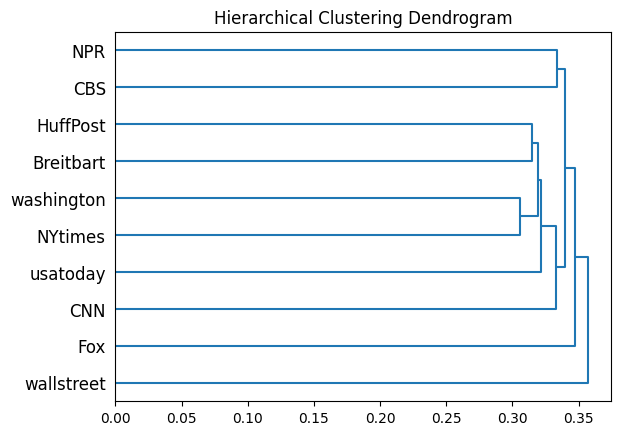 Hierarchical Clustering Dendrogram
NPR
CBS
HuffPost
Breitbart
washington
NYtimes
usatoday
CNN
Fox
wallstreet
0.00 0.05 0.10 0.15 0.20 0.25 0.30 0.35